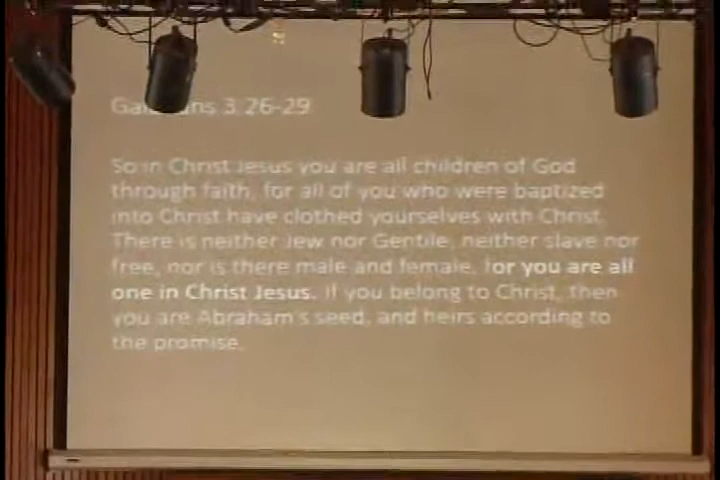 Galatians 3 26-29
So in Christ Jesus you are all children of God
through faith, for all of you who were baptized
into Christ have clothed yourselves with Christ.
There is neither Jew nor Gentile, neither slave nor
free, nor is there male and female, for you are all
one in Christ Jesus. If you belong to Christ, then
you are Abraham's seed, and heirs according to
the promise.